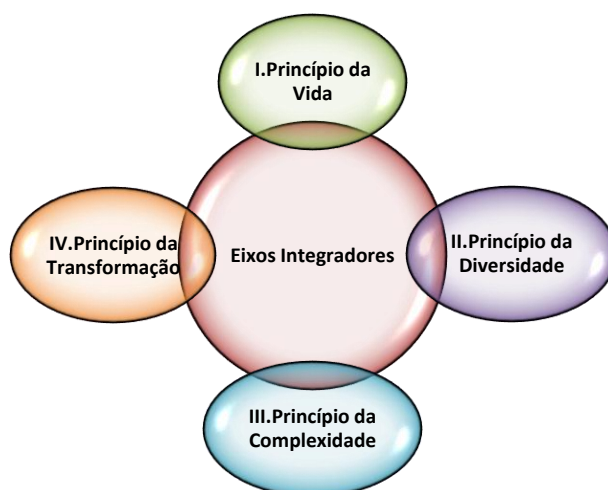 I.Princípio da
Vida
IV.Princípio da
Transformação
Eixos Integradores
II.Princípio da
Diversidade
III.Princípio da
Complexidade